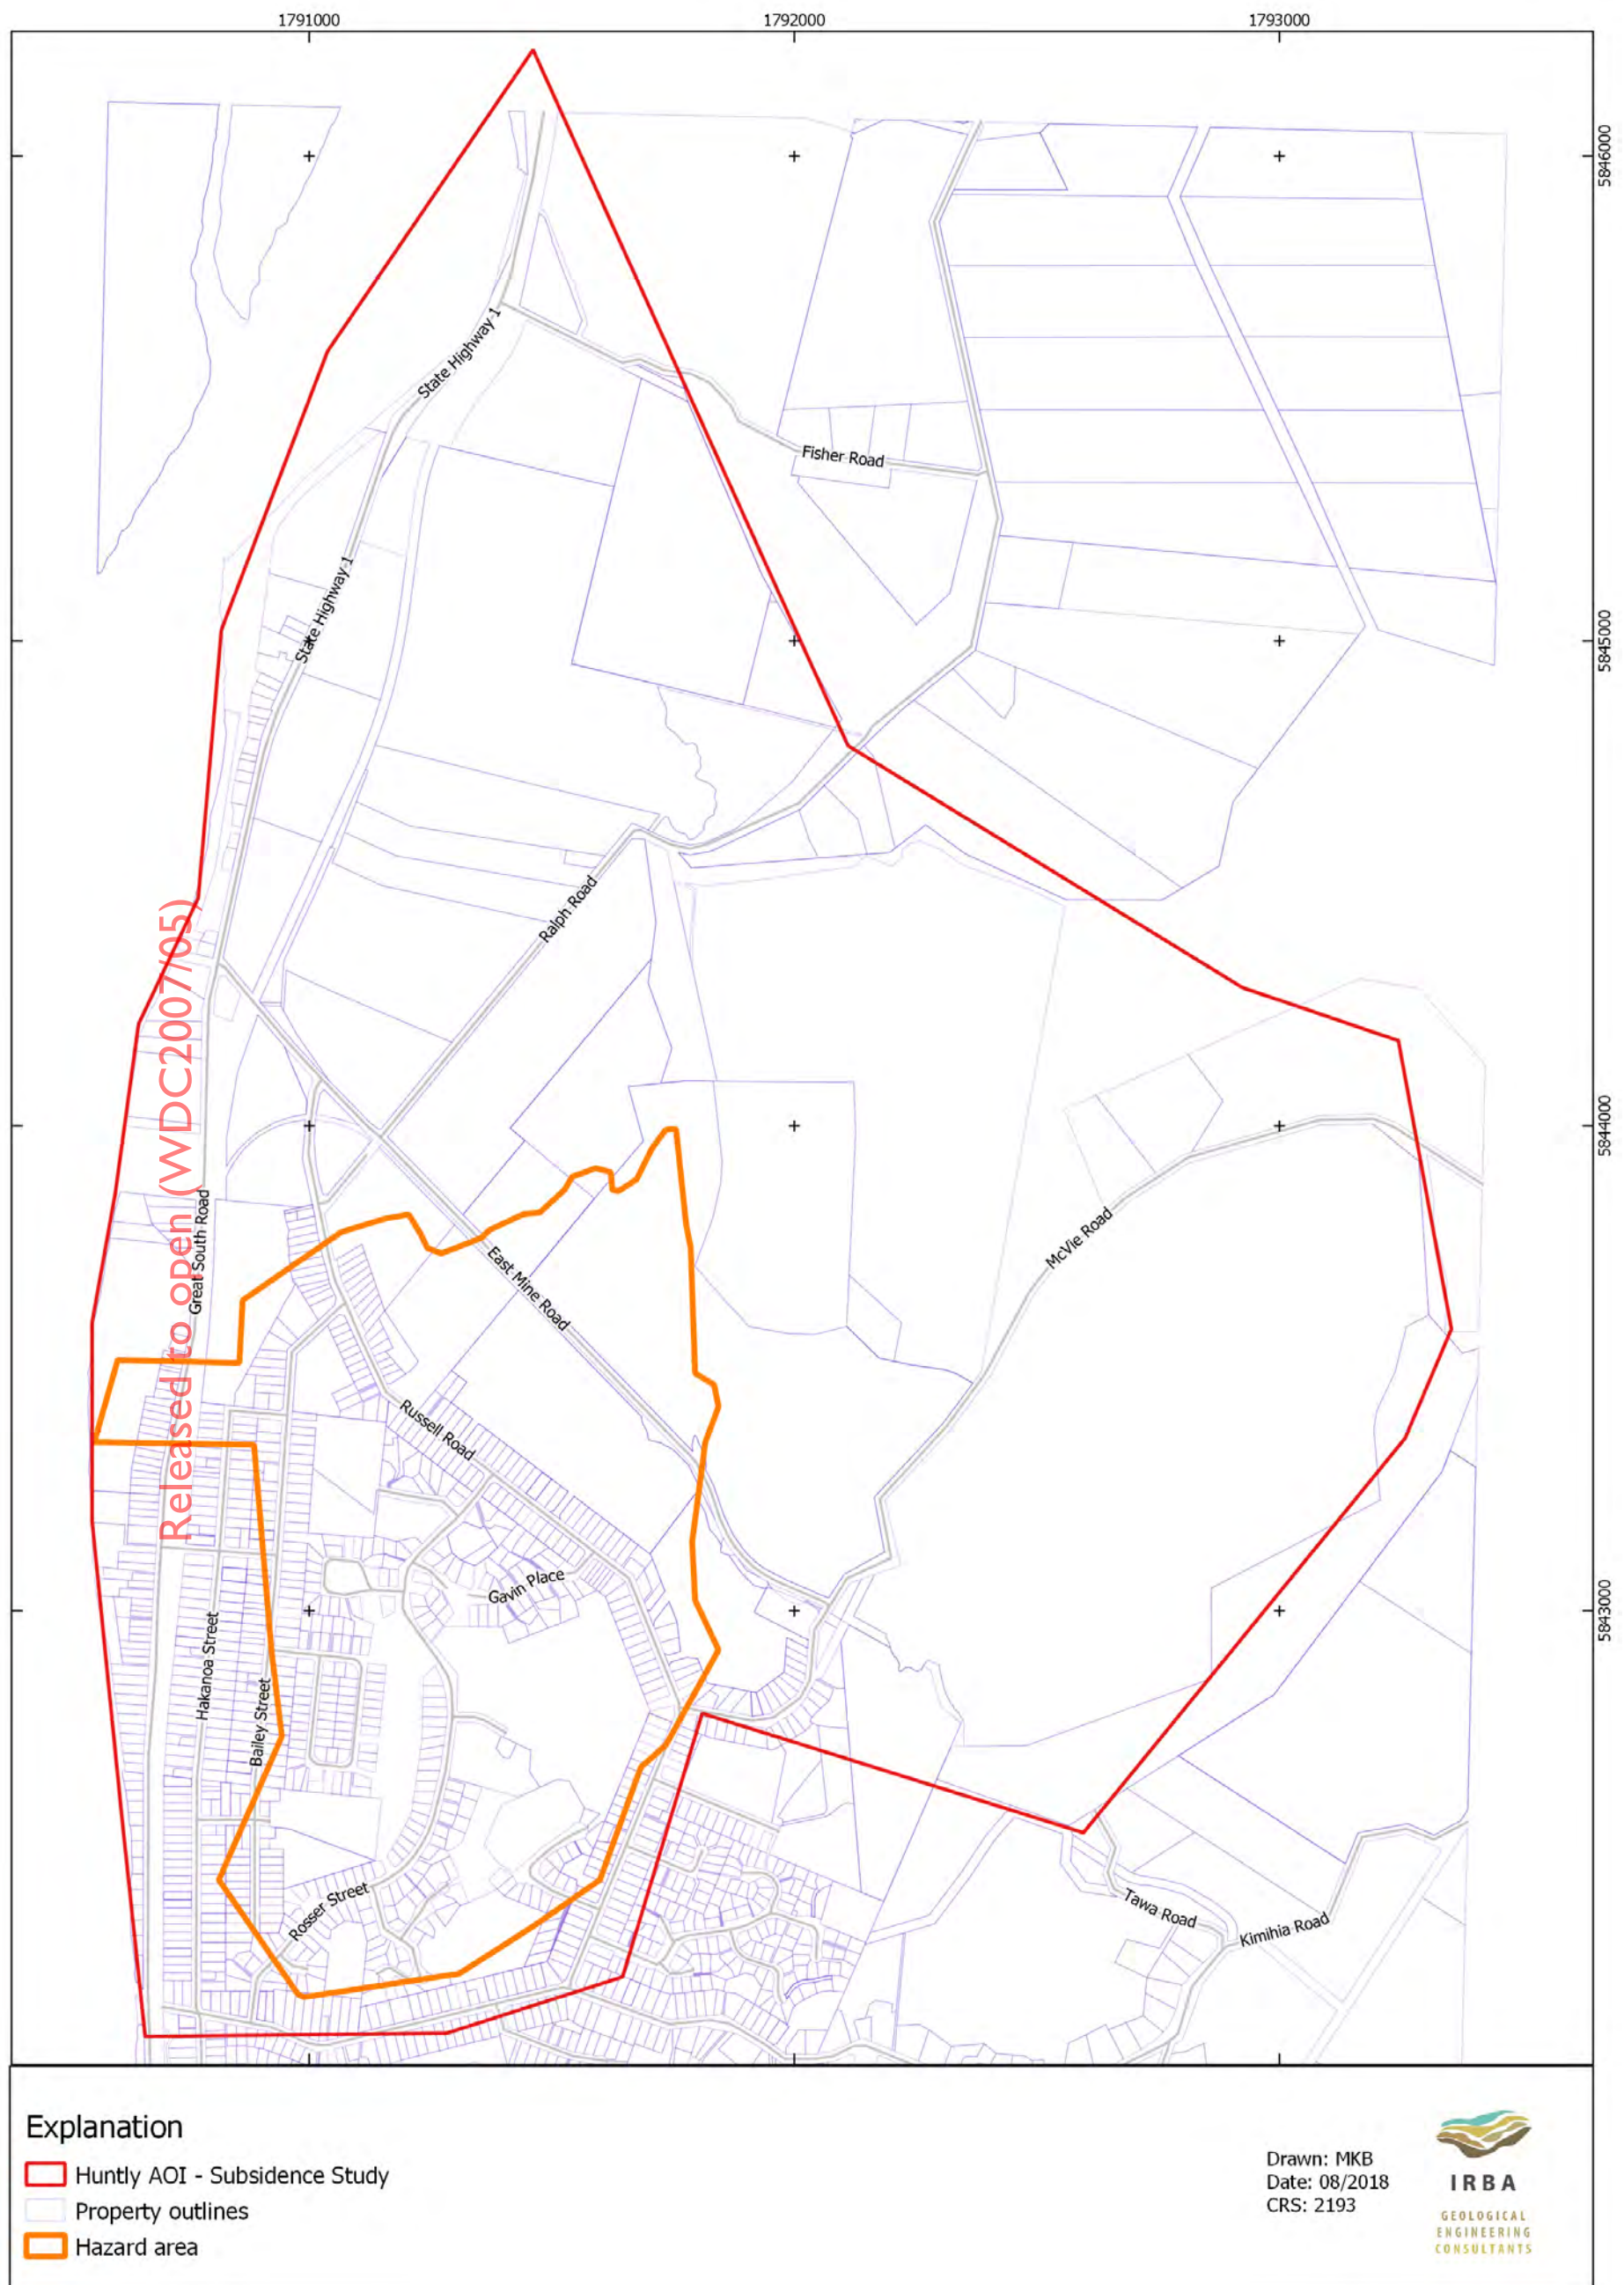 1791000
1792000
1793000
5846000
State Highway 1
Fisher Road
State Highway 1
5845000
Ralph Road
Released to open (WDC2007/05)
5844000
Great South Road
McVie Road
East Mine Road
Russell Road
Gavin Place
5843000
Hakanoa Street
Bailey Street
Rosser Street
Tawa Road
Kimihia Road
Explanation
Huntly AOI - Subsidence Study
Property outlines
Hazard area
Drawn: MKB
Date: 08/2018
CRS: 2193
IRBA
GEOLOGICAL
ENGINEERING
CONSULTANTS